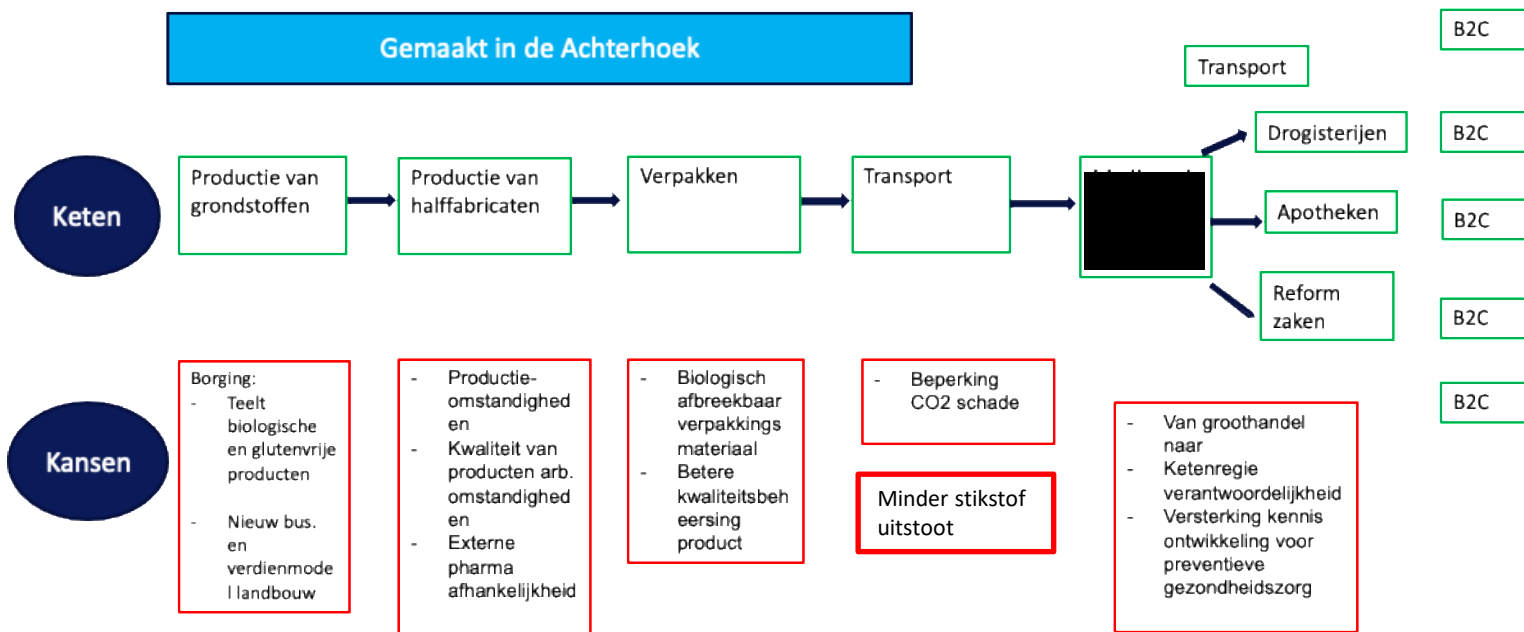 Gemaakt in de Achterhoek
B2C
Transport
Keten
Productie van
grondstoffen
Productie van
halffabricaten
Verpakken
Transport
Drogisterijen
B2C
Apotheken
B2C
Reform
zaken
B2C
B2C
Kansen
Borging:
- Teelt
biologische
en glutenvrije
producten
- Nieuw bus.
en
verdienmode
l landbouw
- Productie-
omstandighed
en
- Kwaliteit van
producten arb.
omstandighed
en
- Externe
pharma
afhankelijkheid
- Biologisch
afbreekbaar
verpakkings
materiaal
- Betere
kwaliteitsbeh
eersing
product
- Beperking
CO2 schade
Minder stikstof
uitstoot
- Van groothandel
naar
- Ketenregie
verantwoordelijkheid
- Versterking kennis
ontwikkeling voor
preventieve
gezondheidszorg